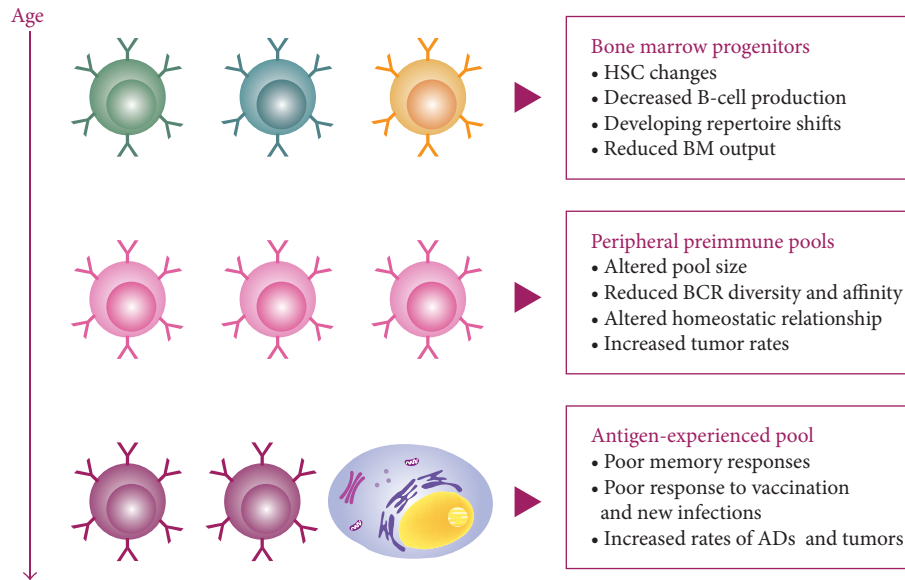 Age
Bone marrow progenitors
• HSC changes
• Decreased B-cell production
• Developing repertoire shifts
• Reduced BM output
Peripheral preimmune pools
• Altered pool size
• Reduced BCR diversity and affinity
• Altered homeostatic relationship
• Increased tumor rates
Antigen-experienced pool
• Poor memory responses
• Poor response to vaccination
and new infections
• Increased rates of ADs and tumors